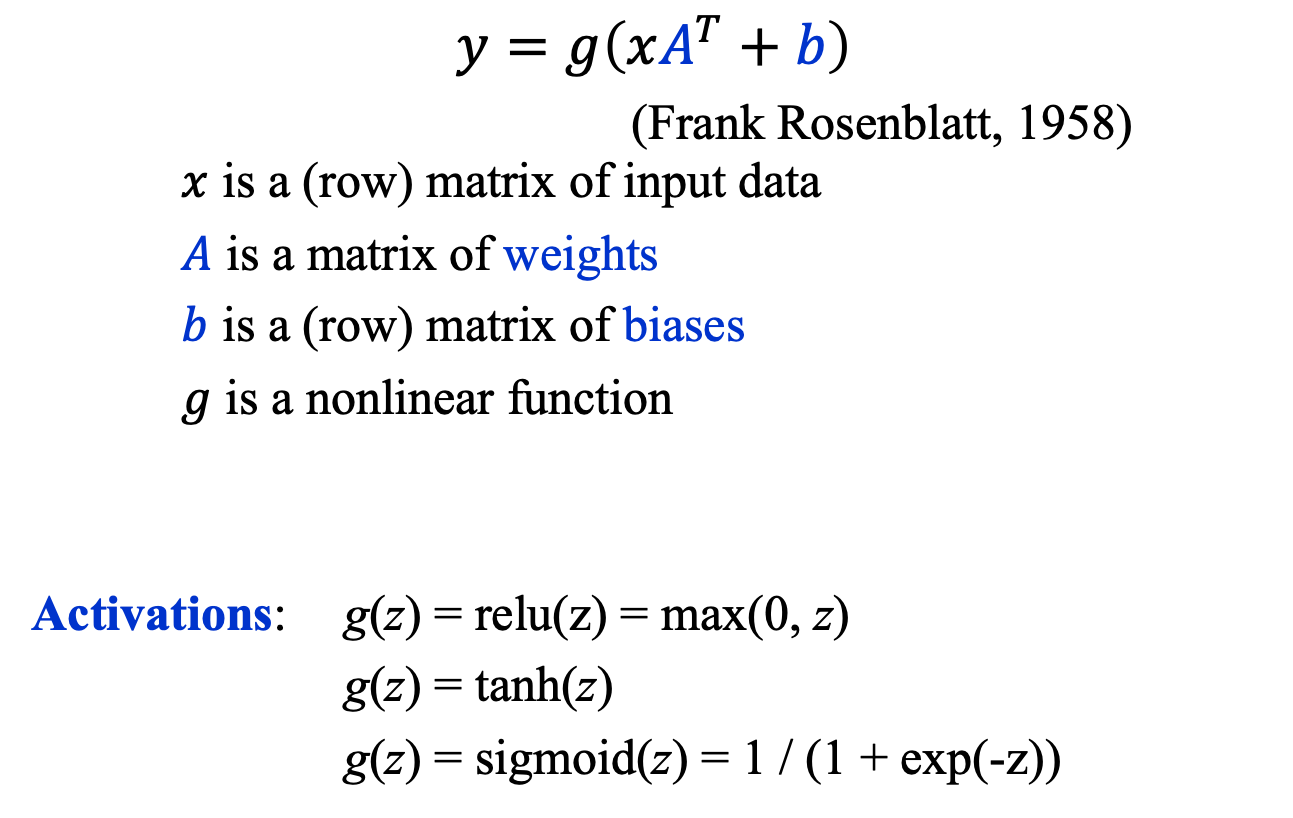 y = g(xAᵀ + b)
(Frank Rosenblatt, 1958)
x is a (row) matrix of input data
A is a matrix of weights
b is a (row) matrix of biases
g is a nonlinear function
Activations: g(z) = relu(z) = max(0, z)
g(z) = tanh(z)
g(z) = sigmoid(z) = 1 / (1 + exp(-z))